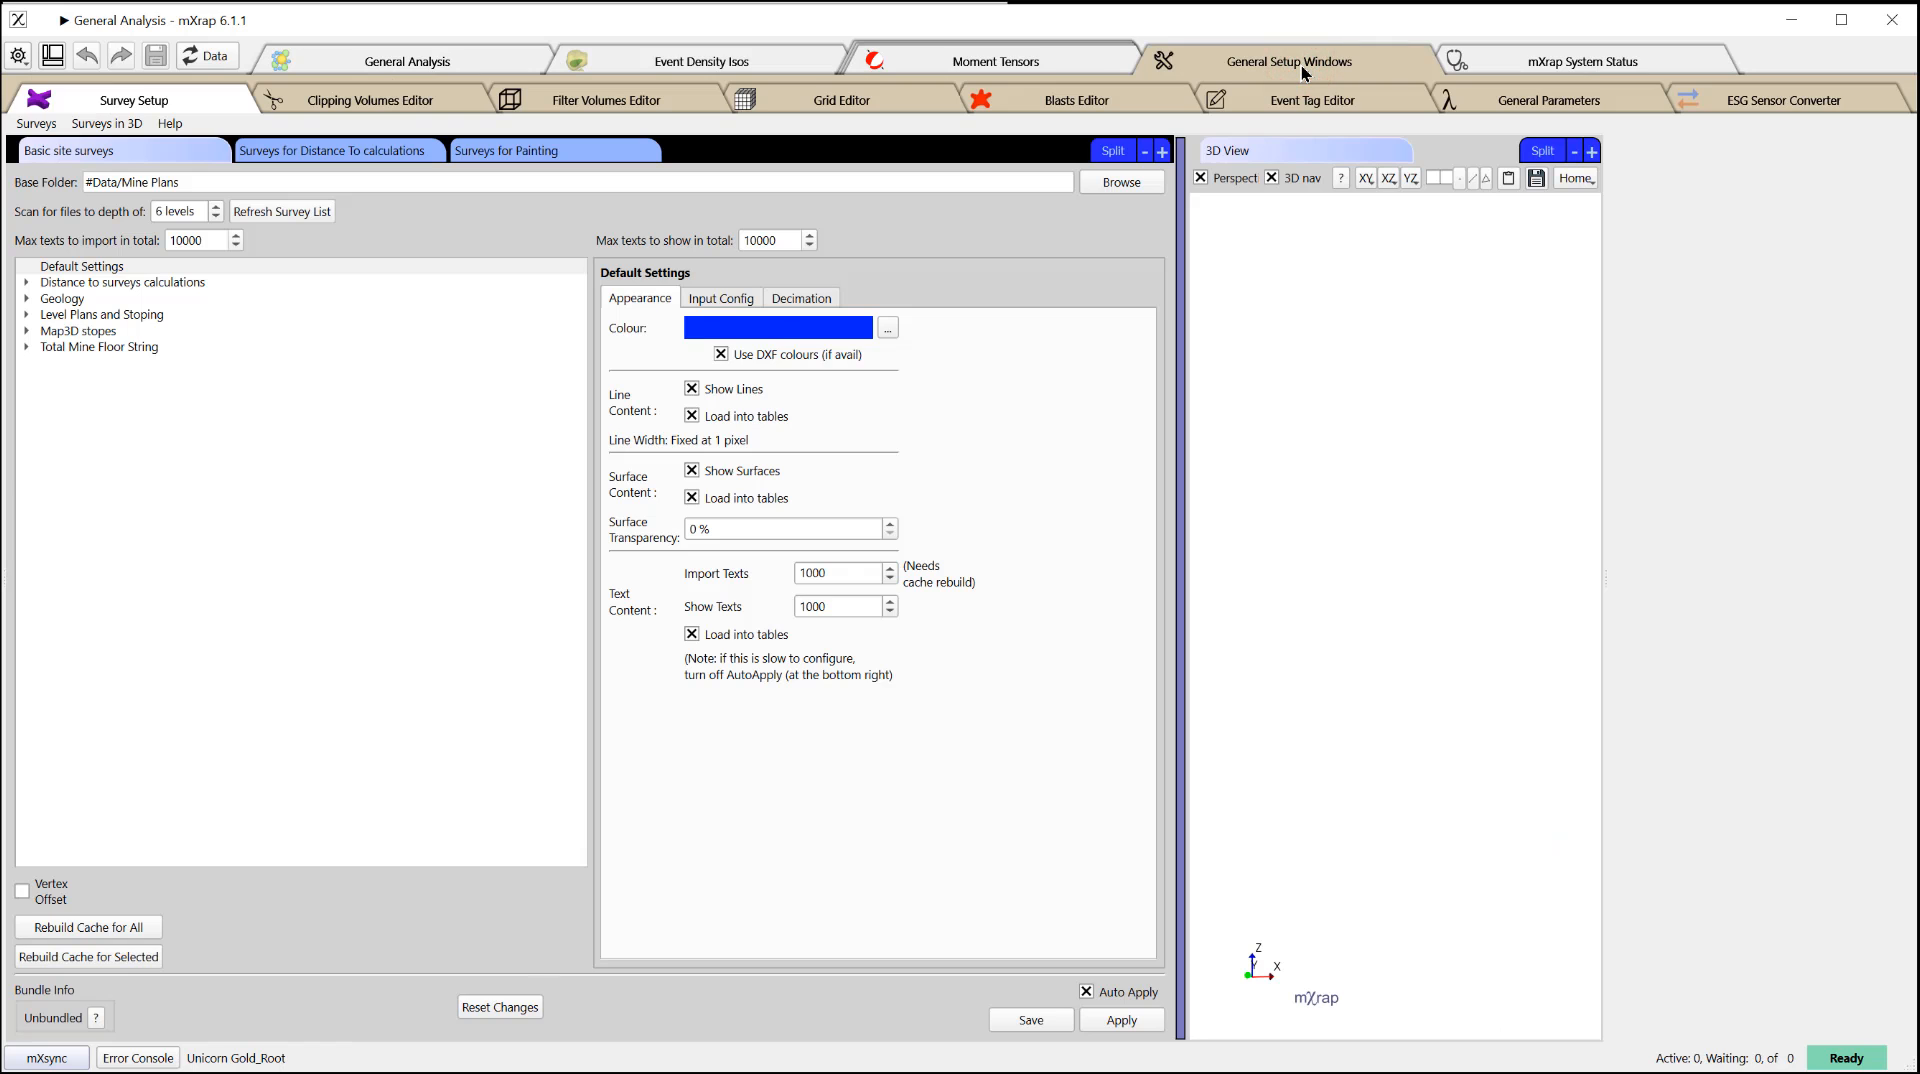 General Analysis - mXrap 6.1.1
Data
General Analysis
Event Density Isos
Moment Tensors
General Setup Windows
mXrap System Status
Survey Setup
Clipping Volumes Editor
Filter Volumes Editor
Grid Editor
Blasts Editor
Event Tag Editor
General Parameters
ESG Sensor Converter
Surveys
Surveys in 3D
Help
Basic site surveys
Surveys for Distance To calculations
Surveys for Painting
Split - +
3D View
Split - +
Base Folder: #Data/Mine Plans
Browse
Perspect
3D nav
?
XY
XZ
YZ
Home
Scan for files to depth of: 6 levels
Refresh Survey List
Max texts to import in total: 10000
Max texts to show in total: 10000
Default Settings
Distance to surveys calculations
Geology
Level Plans and Stoping
Map3D stopes
Total Mine Floor String
Default Settings
Appearance
Input Config
Decimation
Colour:
...
Use DXF colours (if avail)
Line
Content :
Show Lines
Load into tables
Line Width: Fixed at 1 pixel
Surface
Content :
Show Surfaces
Load into tables
Surface
Transparency:
0 %
Text
Content :
Import Texts 1000
(Needs
cache rebuild)
Show Texts 1000
Load into tables
(Note: if this is slow to configure,
turn off AutoApply (at the bottom right)
Vertex
Offset
Rebuild Cache for All
Rebuild Cache for Selected
Bundle Info
Unbundled ?
Reset Changes
Auto Apply
Save
Apply
Z
Y
X
mXrap
mXsync
Error Console
Unicorn Gold_Root
Active: 0, Waiting: 0, of 0
Ready